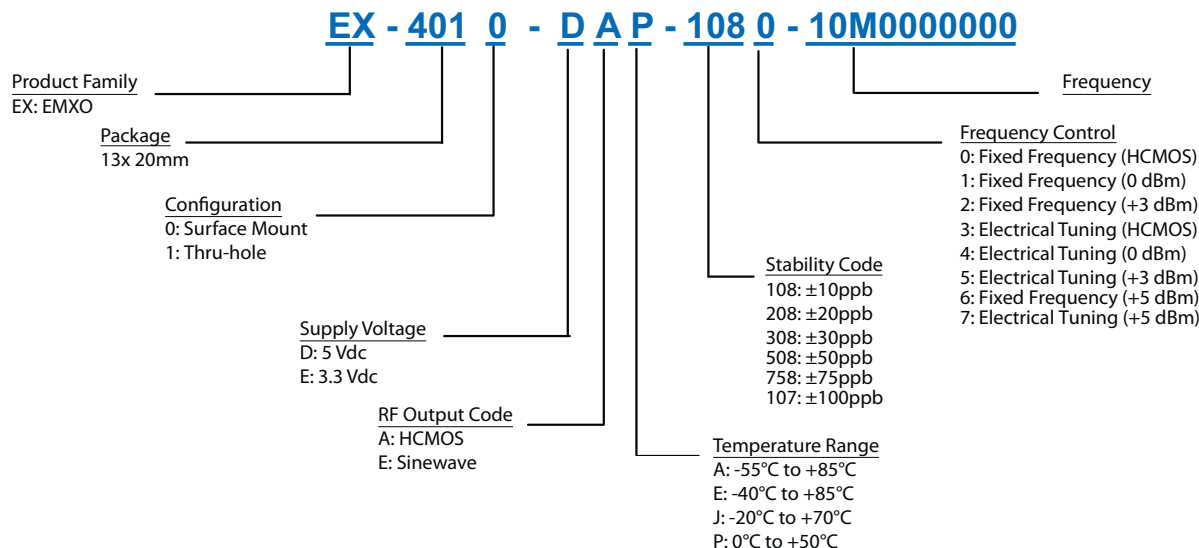 EX - 401 0 - D A P - 108 0 - 10M0000000
Product Family
EX: EMXO
Package
13x 20mm
Configuration
0: Surface Mount
1: Thru-hole
Supply Voltage
D: 5 Vdc
E: 3.3 Vdc
RF Output Code
A: HCMOS
E: Sinewave
Temperature Range
A: -55°C to +85°C
E: -40°C to +85°C
J: -20°C to +70°C
P: 0°C to +50°C
Stability Code
108: ±10ppb
208: ±20ppb
308: ±30ppb
508: ±50ppb
758: ±75ppb
107: ±100ppb
Frequency Control
0: Fixed Frequency (HCMOS)
1: Fixed Frequency (0 dBm)
2: Fixed Frequency (+3 dBm)
3: Electrical Tuning (HCMOS)
4: Electrical Tuning (0 dBm)
5: Electrical Tuning (+3 dBm)
6: Fixed Frequency (+5 dBm)
7: Electrical Tuning (+5 dBm)
Frequency